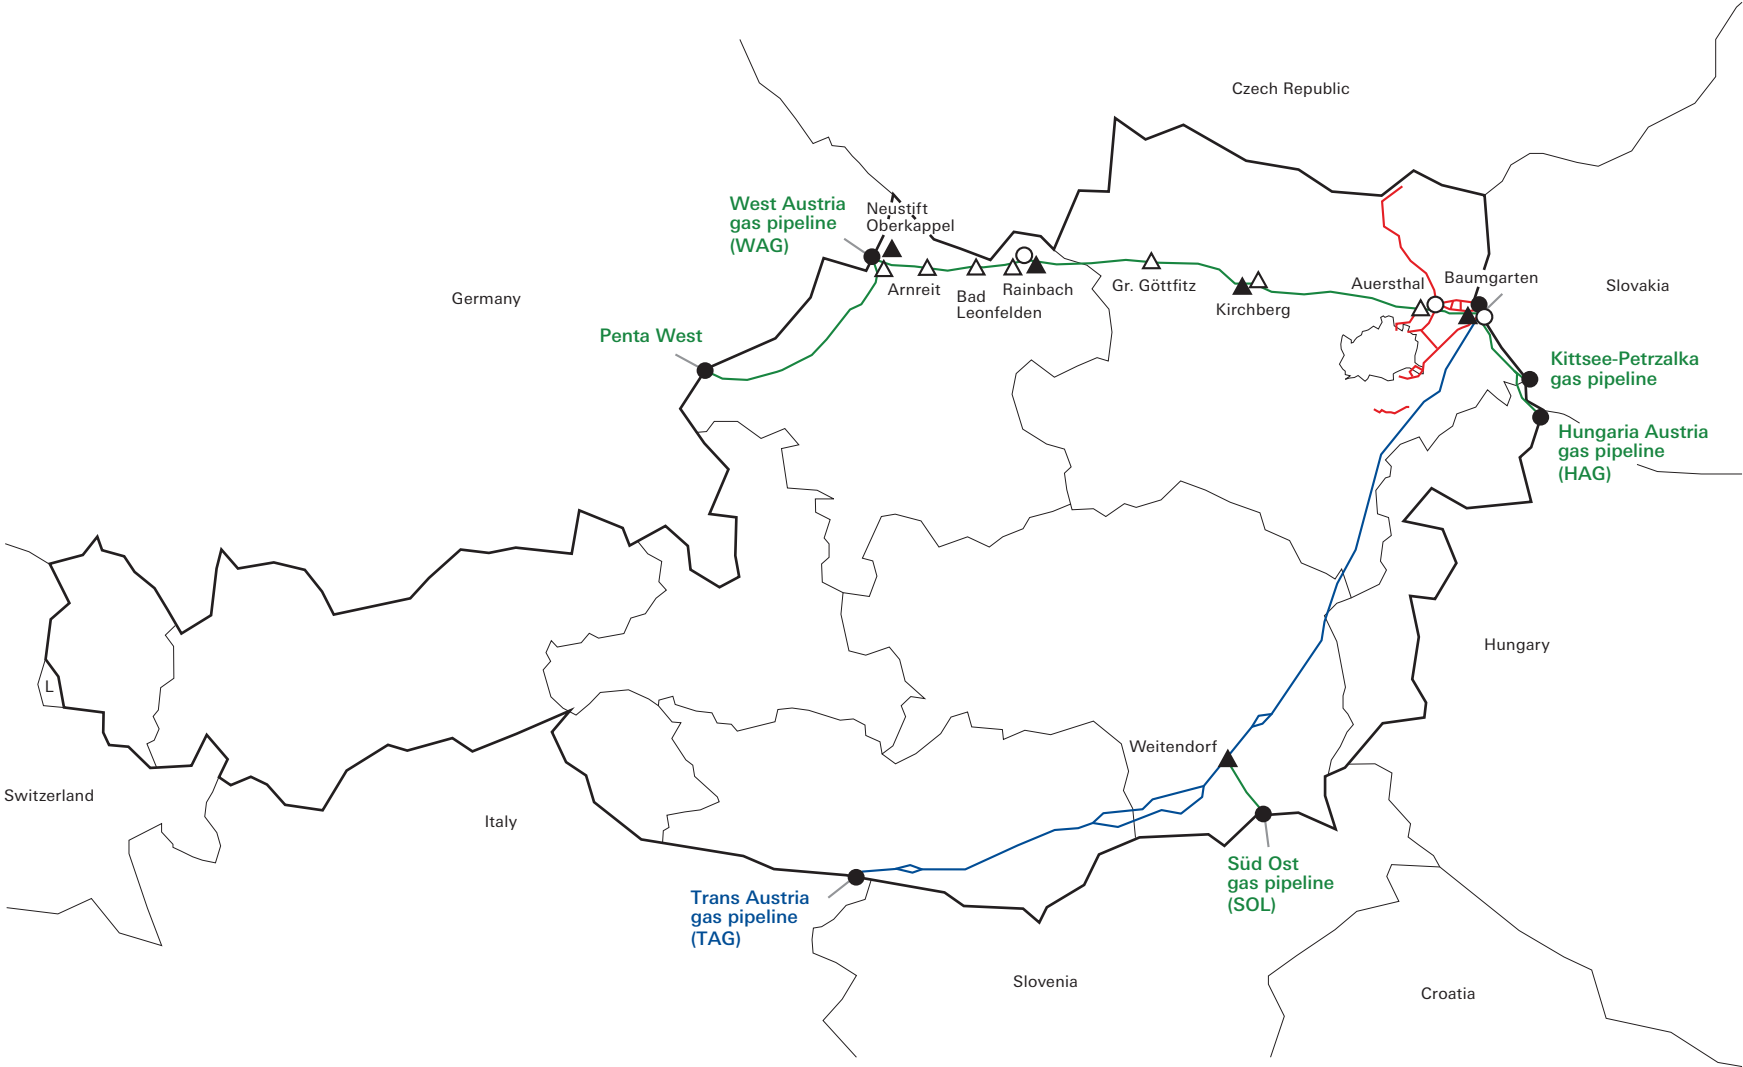 Czech Republic
West Austria
gas pipeline
(WAG)
Neustift
Oberkappel
Germany
Arnreit
Bad
Leonfelden
Rainbach
Gr. Göttfitz
Kirchberg
Auersthal
Baumgarten
Slovakia
Penta West
Kittsee-Petrzalka
gas pipeline
Hungaria Austria
gas pipeline
(HAG)
Hungary
L
Weitendorf
Switzerland
Italy
Süd Ost
gas pipeline
(SOL)
Trans Austria
gas pipeline
(TAG)
Slovenia
Croatia